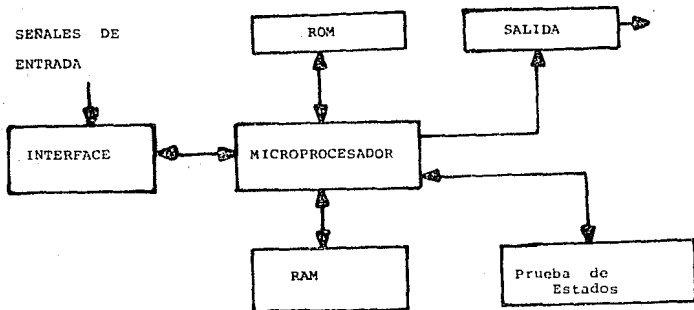 SEÑALES DE
ENTRADA
ROM
SALIDA
INTERFACE
MICROPROCESADOR
RAM
Prueba de
Estados